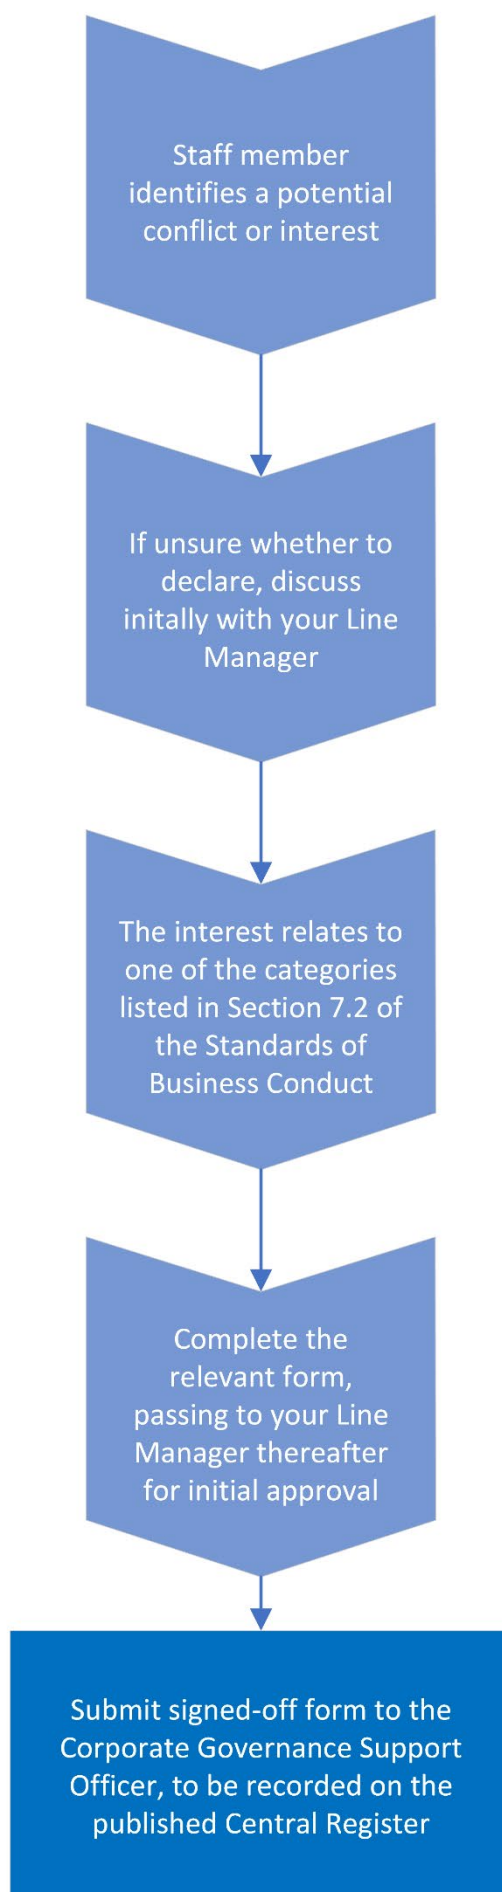 Staff member
identifies a potential
conflict or interest
If unsure whether to
declare, discuss
initally with your Line
Manager
The interest relates to
one of the categories
listed in Section 7.2 of
the Standards of
Business Conduct
Complete the
relevant form,
passing to your Line
Manager thereafter
for initial approval
Submit signed-off form to the
Corporate Governance Support
Officer, to be recorded on the
published Central Register